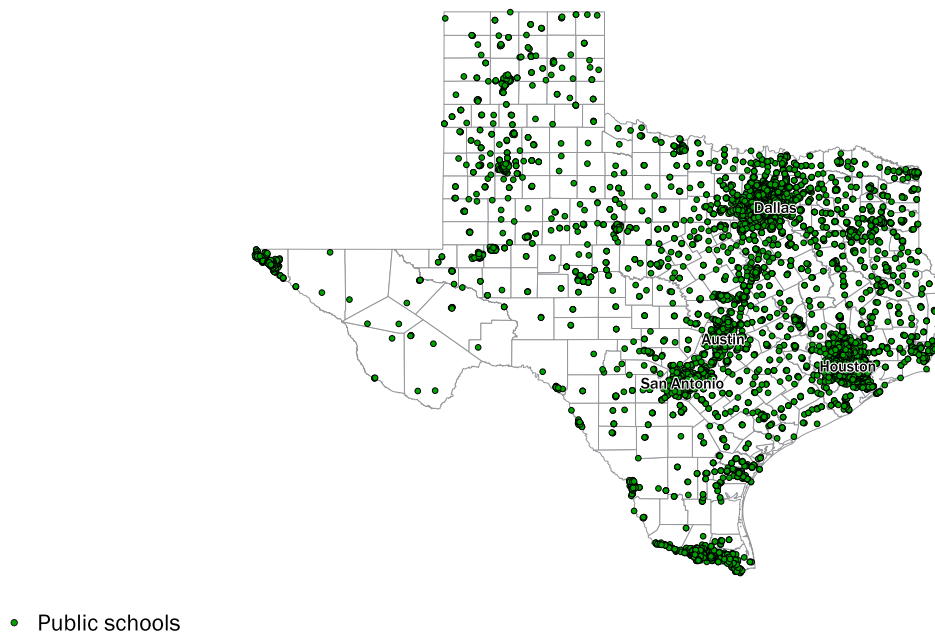 Dallas
Austin
Houston
San Antonio
Public schools